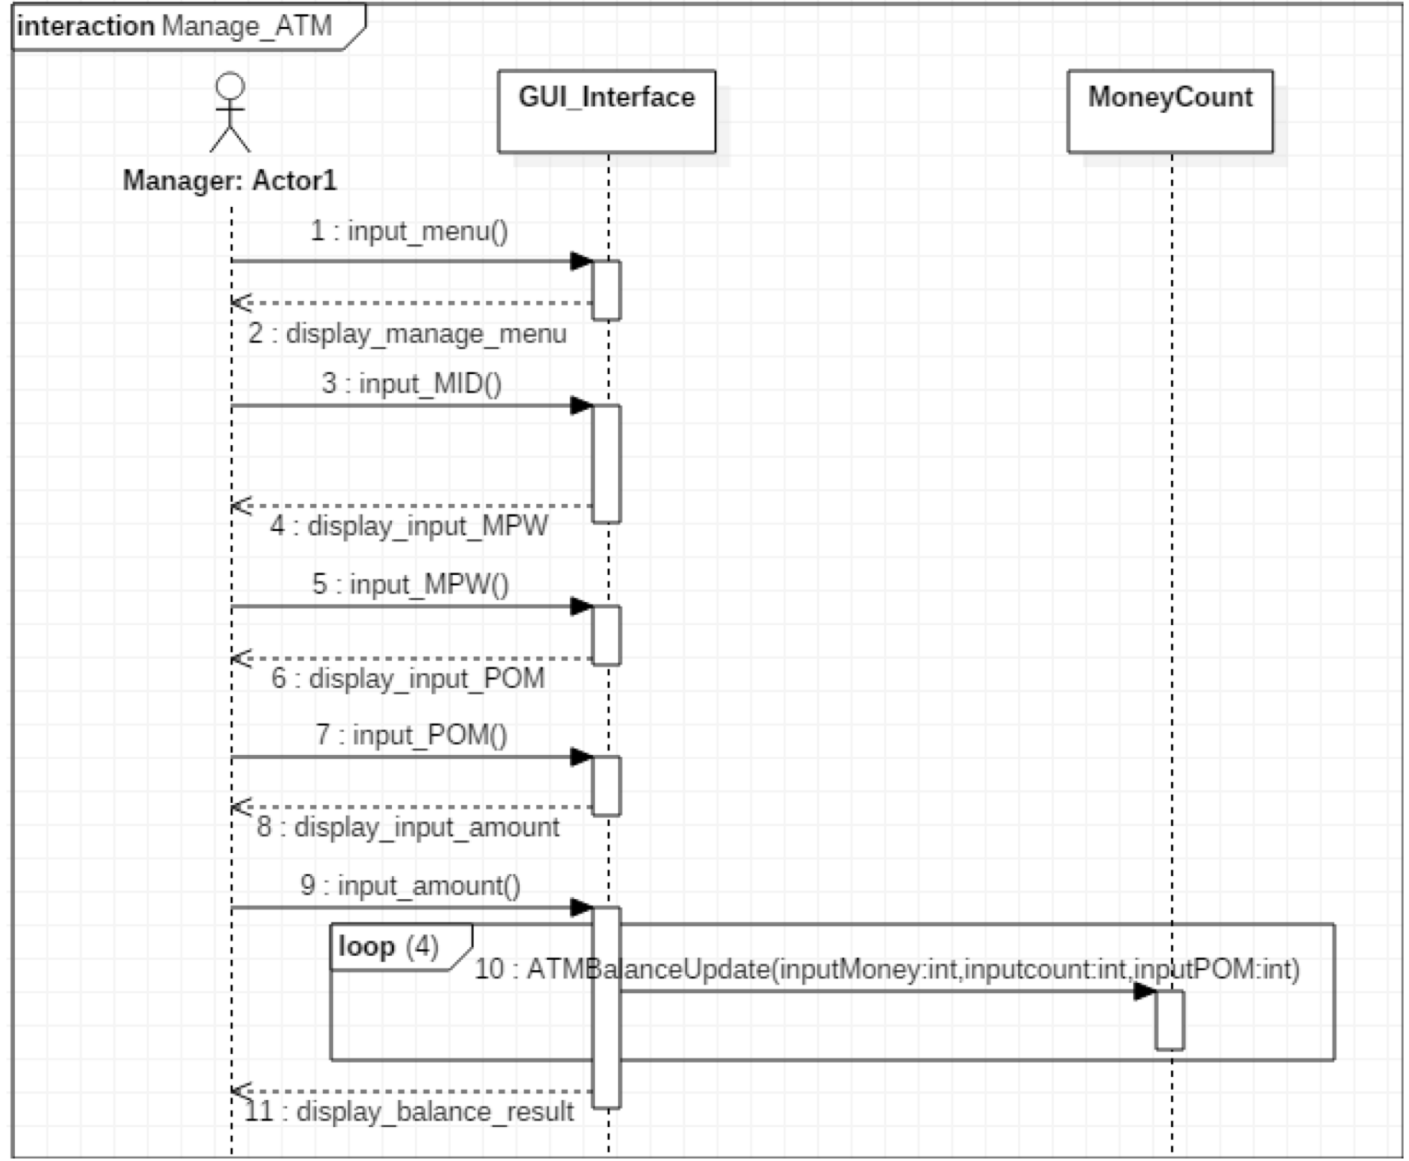 interaction Manage_ATM
GUI_Interface
MoneyCount
Manager: Actor1
1 : input_menu()
2 : display_manage_menu
3 : input_MID()
4 : display_input_MPW
5 : input_MPW()
6 : display_input_POM
7 : input_POM()
8 : display_input_amount
9 : input_amount()
loop (4)
10 : ATMBalanceUpdate(inputMoney:int,inputcount:int,inputPOM:int)
11 : display_balance_result